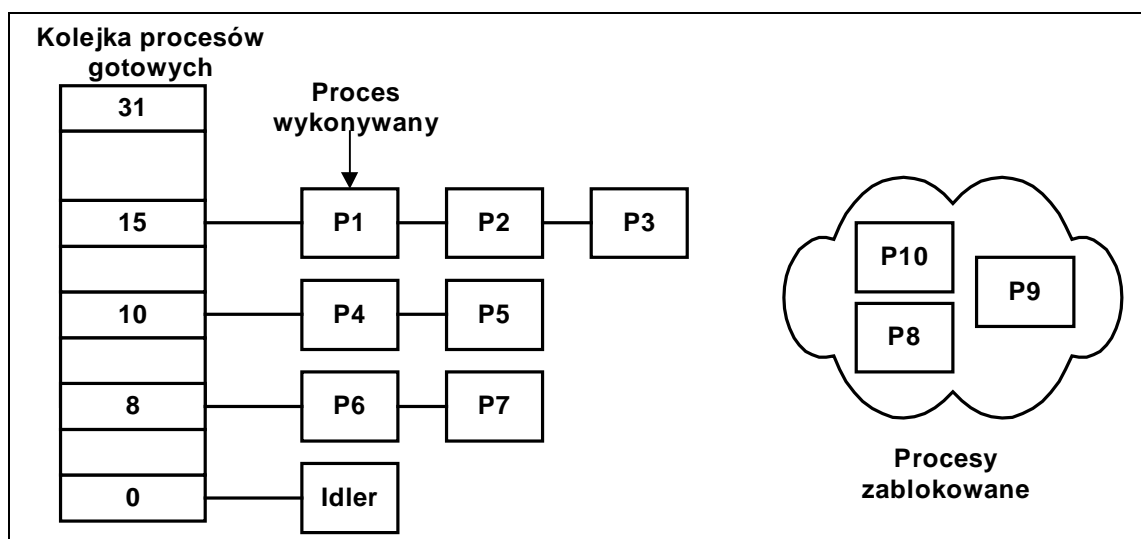 Kolejka procesów
gotowych
31
Proces
wykonywany
15
P1
P2
P3
10
P4
P5
8
P6
P7
0
Idler
P10
P9
P8
Procesy
zablokowane